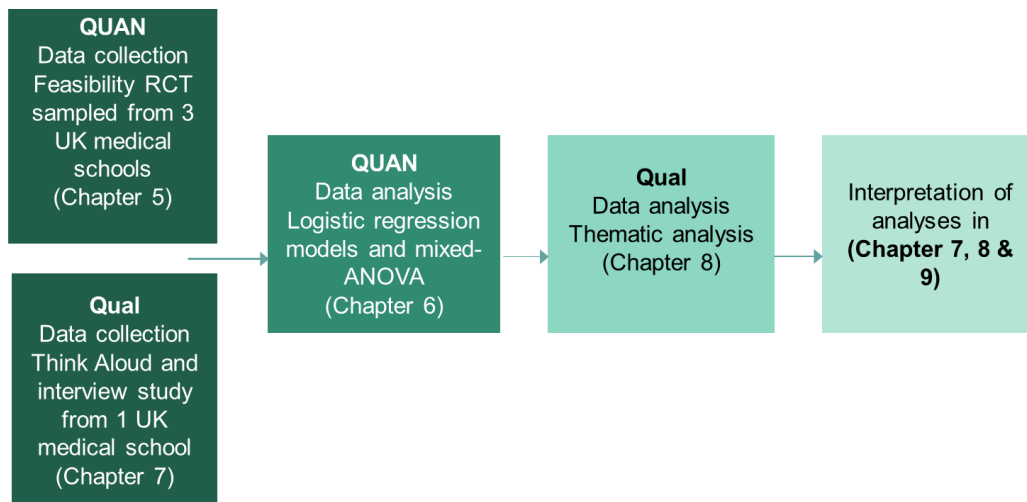 QUAN
Data collection
Feasibility RCT
sampled from 3
UK medical
schools
(Chapter 5)
Qual
Data collection
Think Aloud and
interview study
from 1 UK
medical school
(Chapter 7)
QUAN
Data analysis
Logistic regression
models and mixed-
ANOVA
(Chapter 6)
Qual
Data analysis
Thematic analysis
(Chapter 8)
Interpretation of
analyses in
(Chapter 7, 8 &
9)